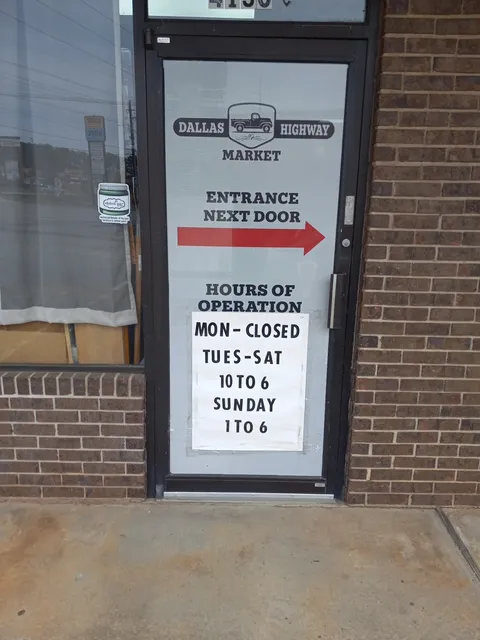 DALLAS HIGHWAY
MARKET
ENTRANCE
NEXT DOOR
HOURS OF
OPERATION
MON-CLOSED
TUES-SAT
10 TO 6
SUNDAY
1 TO 6